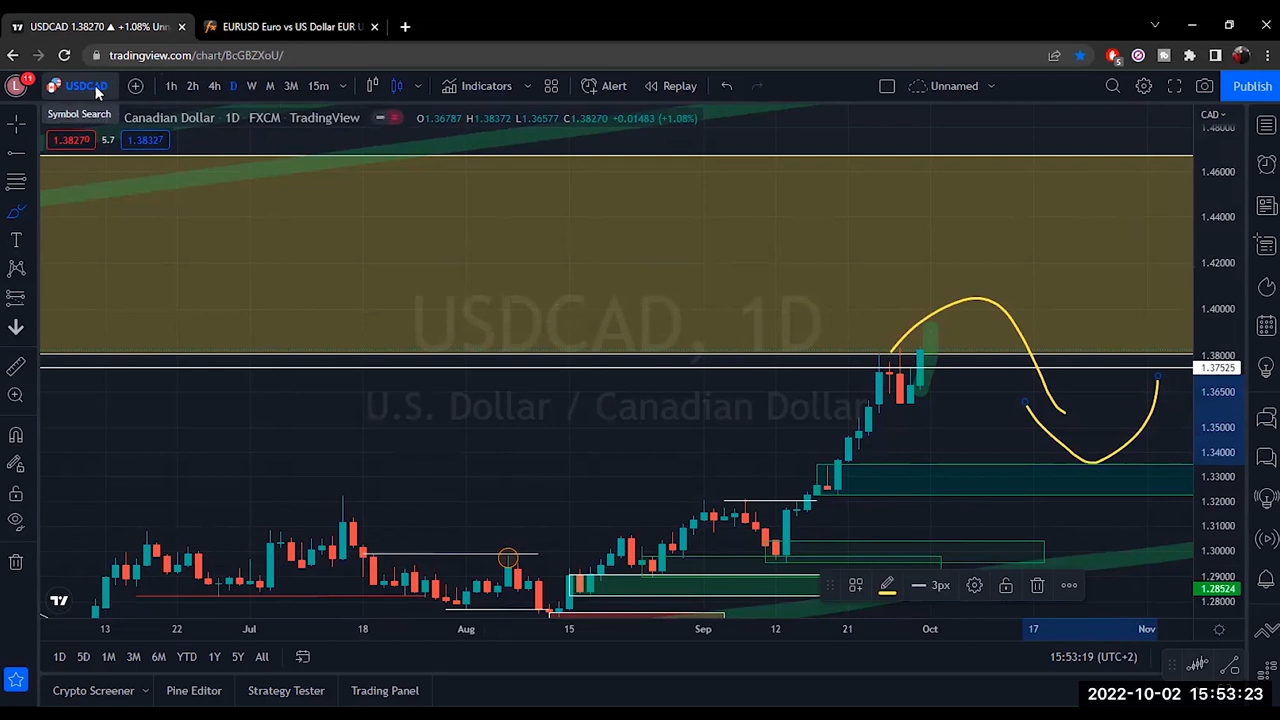 USDCAD 1.38270 ▲ +1.08% Unn
EURUSD Euro vs US Dollar EUR U
tradingview.com/chart/BcGBZXoU/
5
L 11 USDCAD 1h 2h 4h D W M 3M 15m Indicators Alert Replay Unnamed Publish
Symbol Search
Canadian Dollar · 1D · FXCM · TradingView O1.36787 H1.38372 L1.36577 C1.38270 +0.01483 (+1.08%)
CAD
1.38270 5.7 1.38327
1.48000
1.46000
1.44000
1.42000
1.40000
1.38000
1.37525
1.36500
1.35000
1.34000
1.33000
1.32000
1.31000
1.30000
1.29000
1.28524
1.28000
USDCAD, 1D
U.S. Dollar / Canadian Dollar
3px
13 22 Jul 18 Aug 15 Sep 12 21 Oct 17 Nov
1D 5D 1M 3M 6M YTD 1Y 5Y All 15:53:19 (UTC+2)
Crypto Screener Pine Editor Strategy Tester Trading Panel
2022-10-02 15:53:23